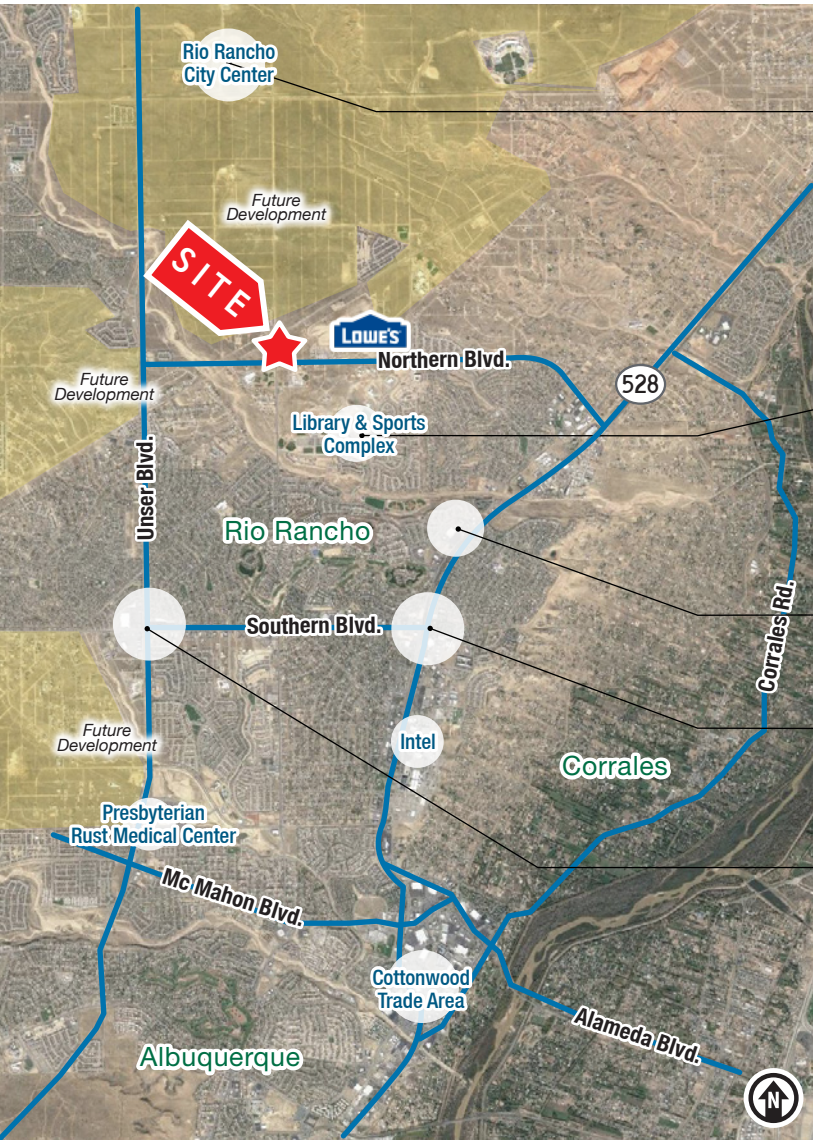 Rio Rancho
City Center
Future
Development
SITE
LOWE'S
Northern Blvd.
528
Future
Development
Library & Sports
Complex
Unser Blvd.
Rio Rancho
Southern Blvd.
Corrales Rd.
Intel
Future
Development
Corrales
Presbyterian
Rust Medical Center
Mc Mahon Blvd.
Cottonwood
Trade Area
Alameda Blvd.
Albuquerque
N